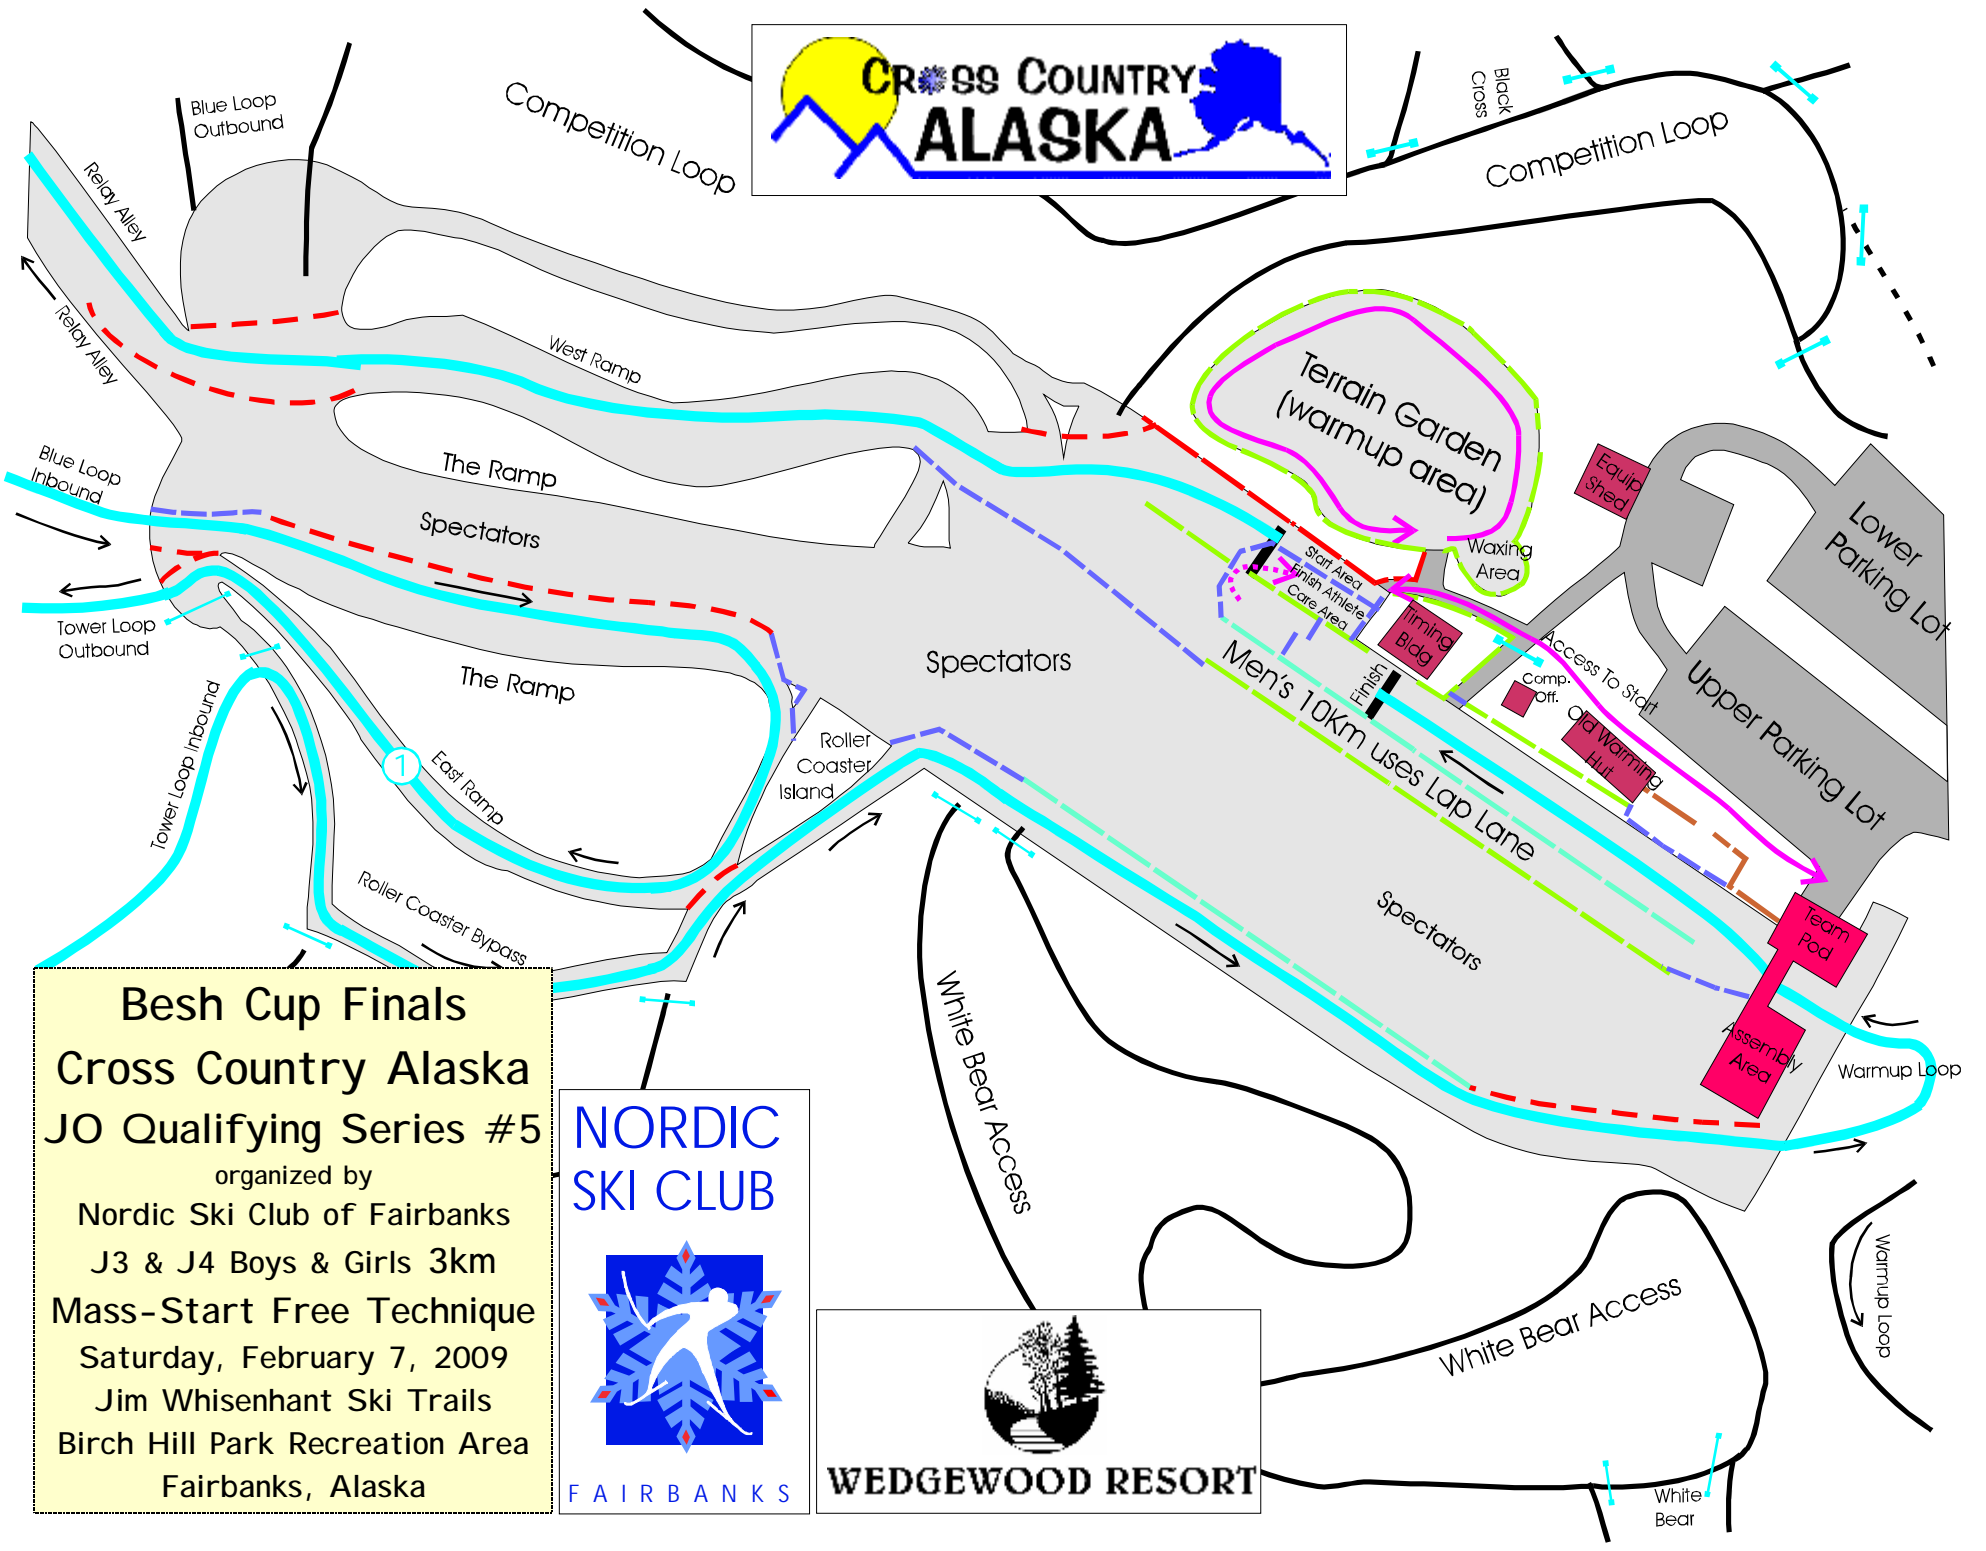 CROSS COUNTRY
ALASKA
Blue Loop
Outbound
Competition Loop
Black
Cross
Competition Loop
Relay Alley
Relay Alley
West Ramp
Terrain Garden
(warmup area)
Equip
Shed
Lower
Parking Lot
Blue Loop
Inbound
The Ramp
Spectators
Waxing
Area
Start Area
Finish Athlete
Care Area
Timing
Bldg
Access To Start
Tower Loop
Outbound
The Ramp
Spectators
Men's 10Km uses Lap Lane
Finish
Comp.
Off.
Old Warming
Hut
Upper Parking Lot
Tower Loop Inbound
1
East Ramp
Roller
Coaster
Island
Roller Coaster Bypass
Spectators
Team
Pod
Assembly
Area
Warmup Loop
White Bear Access
Besh Cup Finals
Cross Country Alaska
JO Qualifying Series #5
organized by
Nordic Ski Club of Fairbanks
J3 & J4 Boys & Girls 3km
Mass-Start Free Technique
Saturday, February 7, 2009
Jim Whisenhant Ski Trails
Birch Hill Park Recreation Area
Fairbanks, Alaska
NORDIC
SKI CLUB
FAIRBANKS
WEDGEWOOD RESORT
White Bear Access
Warmup Loop
White
Bear